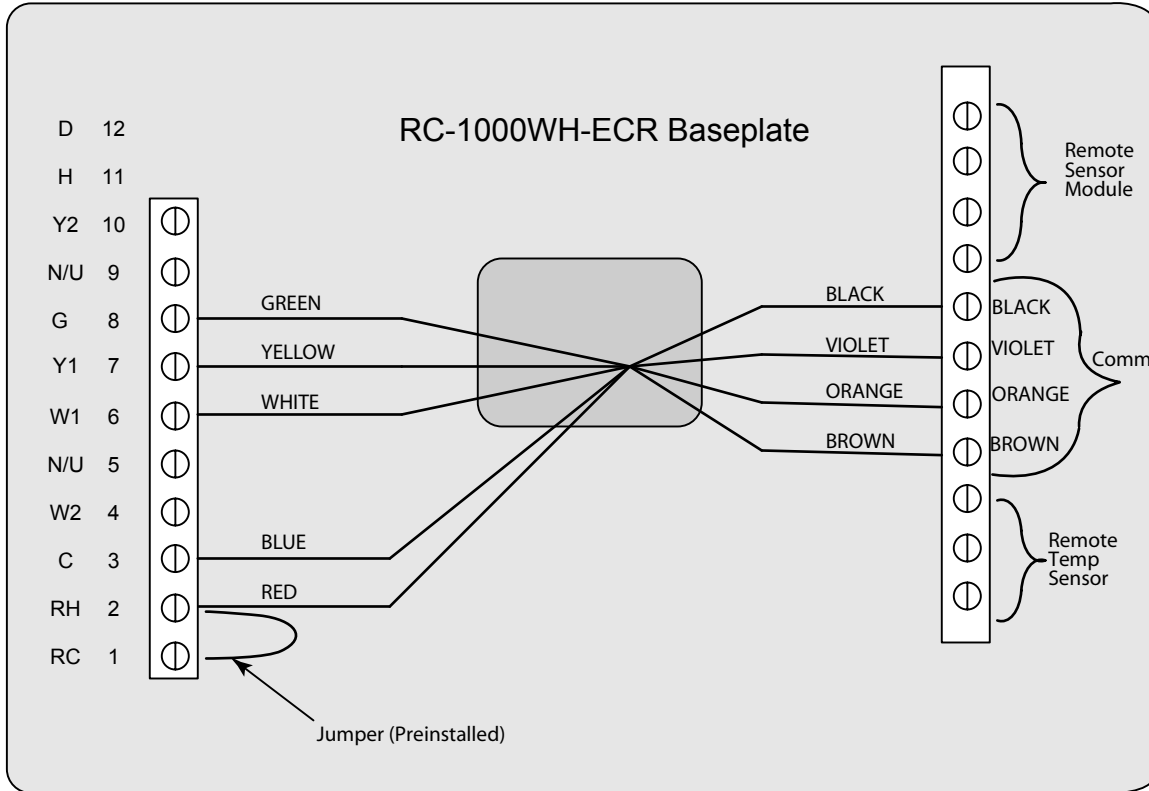 RC-1000WH-ECR Baseplate
D 12
H 11
Y2 10
N/U 9
G 8
Y1 7
W1 6
N/U 5
W2 4
C 3
RH 2
RC 1
GREEN
YELLOW
WHITE
BLUE
RED
Jumper (Preinstalled)
BLACK
VIOLET
ORANGE
BROWN
Remote
Sensor
Module
BLACK
VIOLET
ORANGE
BROWN
Comm
Remote
Temp
Sensor